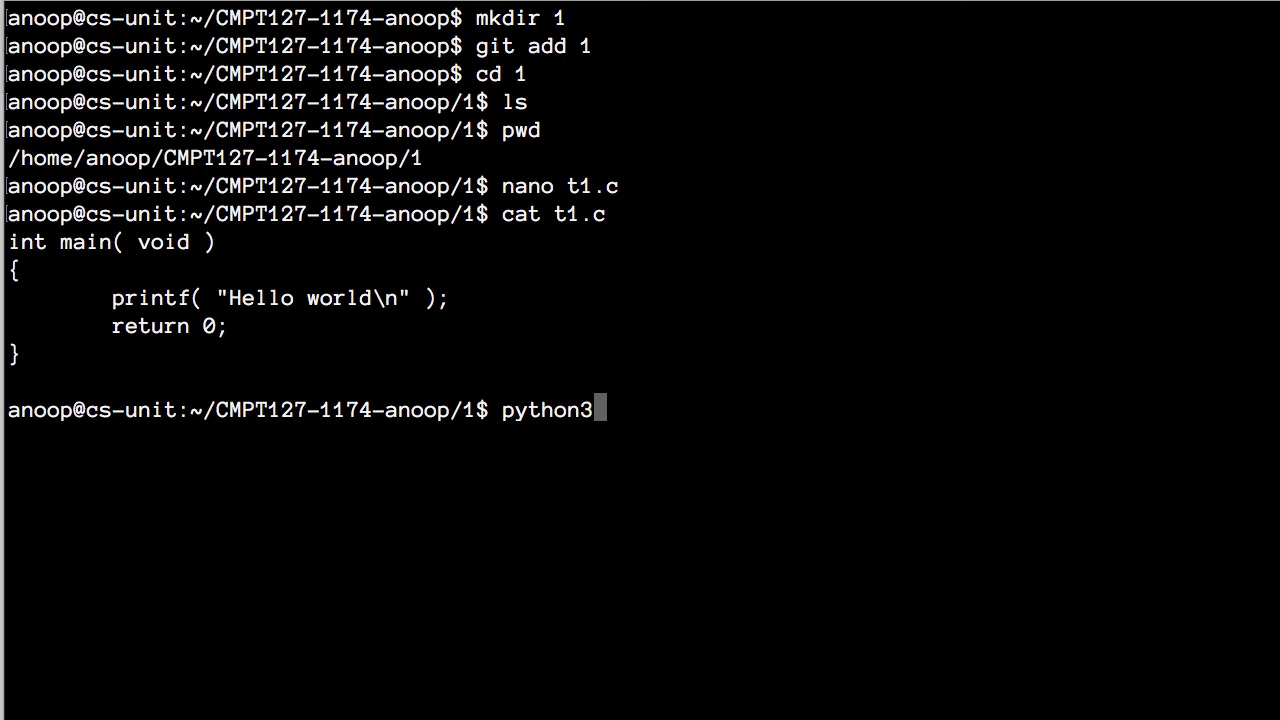 anoop@cs-unit:~/CMPT127-1174-anoop$ mkdir 1
anoop@cs-unit:~/CMPT127-1174-anoop$ git add 1
anoop@cs-unit:~/CMPT127-1174-anoop$ cd 1
anoop@cs-unit:~/CMPT127-1174-anoop/1$ ls
anoop@cs-unit:~/CMPT127-1174-anoop/1$ pwd
/home/anoop/CMPT127-1174-anoop/1
anoop@cs-unit:~/CMPT127-1174-anoop/1$ nano t1.c
anoop@cs-unit:~/CMPT127-1174-anoop/1$ cat t1.c
int main( void )
{
        printf( "Hello world\n" );
        return 0;
}
anoop@cs-unit:~/CMPT127-1174-anoop/1$ python3